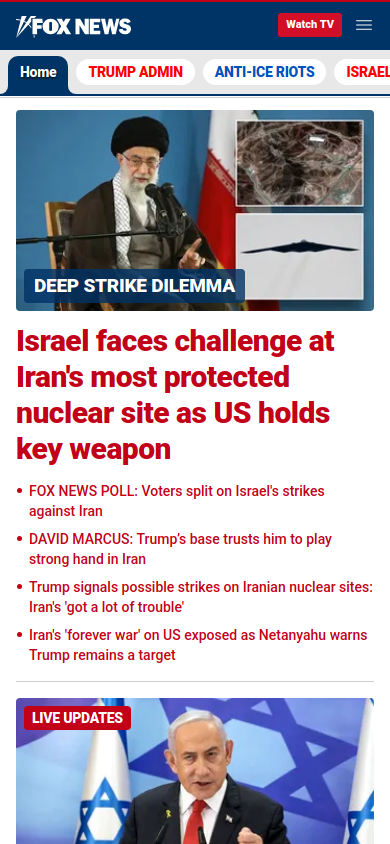 FOX NEWS
Watch TV
Home
TRUMP ADMIN
ANTI-ICE RIOTS
ISRAEL
DEEP STRIKE DILEMMA
Israel faces challenge at
Iran's most protected
nuclear site as US holds
key weapon
• FOX NEWS POLL: Voters split on Israel's strikes
against Iran
• DAVID MARCUS: Trump’s base trusts him to play
strong hand in Iran
• Trump signals possible strikes on Iranian nuclear sites:
Iran's 'got a lot of trouble'
• Iran's 'forever war' on US exposed as Netanyahu warns
Trump remains a target
LIVE UPDATES